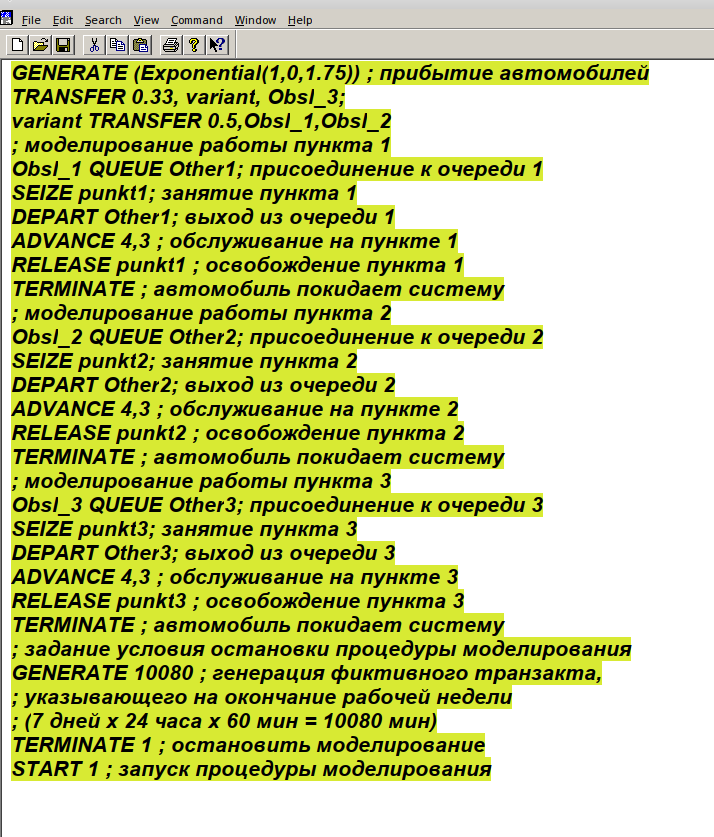 File Edit Search View Command Window Help
GENERATE (Exponential(1,0,1.75)) ; прибытие автомобилей
TRANSFER 0.33, variant, Obsl_3;
variant TRANSFER 0.5,Obsl_1,Obsl_2
; моделирование работы пункта 1
Obsl_1 QUEUE Other1; присоединение к очереди 1
SEIZE punkt1; занятие пункта 1
DEPART Other1; выход из очереди 1
ADVANCE 4,3 ; обслуживание на пункте 1
RELEASE punkt1 ; освобождение пункта 1
TERMINATE ; автомобиль покидает систему
; моделирование работы пункта 2
Obsl_2 QUEUE Other2; присоединение к очереди 2
SEIZE punkt2; занятие пункта 2
DEPART Other2; выход из очереди 2
ADVANCE 4,3 ; обслуживание на пункте 2
RELEASE punkt2 ; освобождение пункта 2
TERMINATE ; автомобиль покидает систему
; моделирование работы пункта 3
Obsl_3 QUEUE Other3; присоединение к очереди 3
SEIZE punkt3; занятие пункта 3
DEPART Other3; выход из очереди 3
ADVANCE 4,3 ; обслуживание на пункте 3
RELEASE punkt3 ; освобождение пункта 3
TERMINATE ; автомобиль покидает систему
; задание условия остановки процедуры моделирования
GENERATE 10080 ; генерация фиктивного транзакта,
; указывающего на окончание рабочей недели
; (7 дней х 24 часа х 60 мин = 10080 мин)
TERMINATE 1 ; остановить моделирование
START 1 ; запуск процедуры моделирования